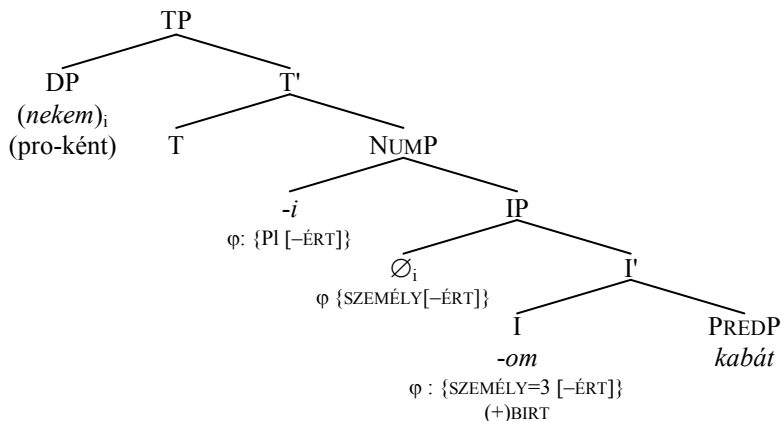 TP
DP T'
(nekem)i
(pro-ként) T NUMP
-i IP
φ: {Pl [–ÉRT]}
∅i I'
φ {SZEMÉLY[–ÉRT]}
I PREDP
-om kabát
φ : {SZEMÉLY=3 [–ÉRT]}
(+)BIRT